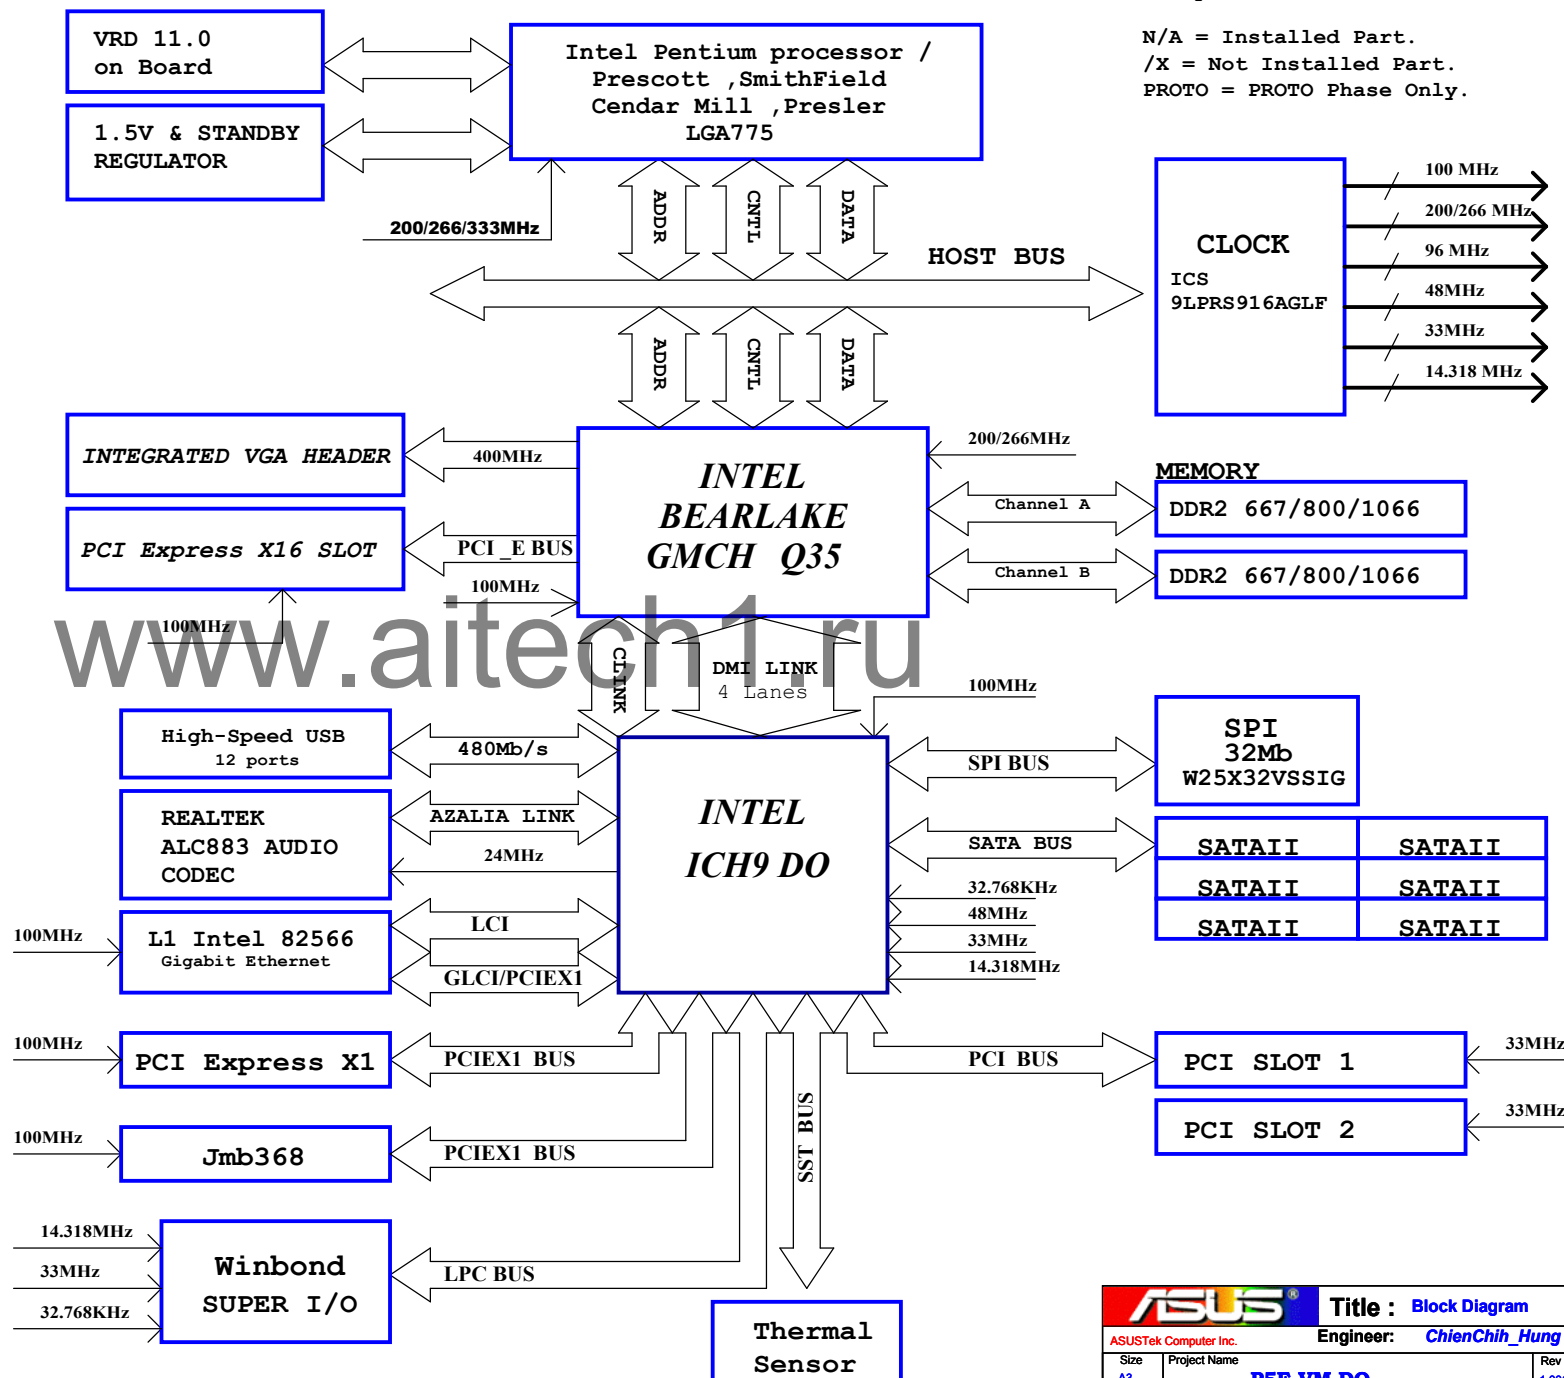 VRD 11.0
on Board
1.5V & STANDBY
REGULATOR
Intel Pentium processor /
Prescott ,SmithField
Cendar Mill ,Presler
LGA775
N/A = Installed Part.
/X = Not Installed Part.
PROTO = PROTO Phase Only.
200/266/333MHz
ADDR
CNTL
DATA
HOST BUS
CLOCK
ICS
9LPRS916AGLF
100 MHz
200/266 MHz
96 MHz
48MHz
33MHz
14.318 MHz
ADDR
CNTL
DATA
INTEGRATED VGA HEADER
400MHz
PCI Express X16 SLOT
PCI _E BUS
100MHz
100MHz
INTEL
BEARLAKE
GMCH Q35
200/266MHz
MEMORY
Channel A
DDR2 667/800/1066
Channel B
DDR2 667/800/1066
www.aitech1.ru
CLINK
DMI LINK
4 Lanes
100MHz
High-Speed USB
12 ports
480Mb/s
REALTEK
ALC883 AUDIO
CODEC
AZALIA LINK
24MHz
INTEL
ICH9 DO
SPI BUS
SPI
32Mb
W25X32VSSIG
SATA BUS
SATAII
SATAII
SATAII
SATAII
SATAII
SATAII
32.768KHz
48MHz
33MHz
14.318MHz
100MHz
L1 Intel 82566
Gigabit Ethernet
LCI
GLCI/PCIEX1
100MHz
PCI Express X1
PCIEX1 BUS
PCI BUS
PCI SLOT 1
33MHz
PCI SLOT 2
33MHz
100MHz
Jmb368
PCIEX1 BUS
SST BUS
14.318MHz
33MHz
32.768KHz
Winbond
SUPER I/O
LPC BUS
Thermal
Sensor
ASUS®
Title : Block Diagram
ASUSTek Computer Inc.
Engineer: ChienChih_Hung
Size
Project Name
Rev
A3
P5E-VM DO